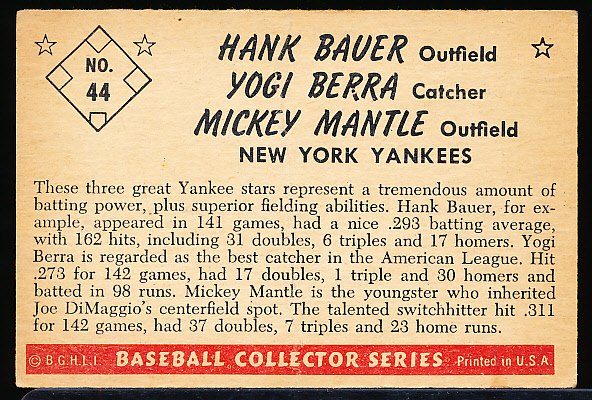 NO.
44
HANK BAUER Outfield
YOGI BERRA Catcher
MICKEY MANTLE Outfield
NEW YORK YANKEES
These three great Yankee stars represent a tremendous amount of
batting power, plus superior fielding abilities. Hank Bauer, for ex-
ample, appeared in 141 games, had a nice .293 batting average,
with 162 hits, including 31 doubles, 6 triples and 17 homers. Yogi
Berra is regarded as the best catcher in the American League. Hit
.273 for 142 games, had 17 doubles, 1 triple and 30 homers and
batted in 98 runs. Mickey Mantle is the youngster who inherited
Joe DiMaggio's centerfield spot. The talented switchhitter hit .311
for 142 games, had 37 doubles, 7 triples and 23 home runs.
© B.G.H.L.I. BASEBALL COLLECTOR SERIES Printed in U.S.A.